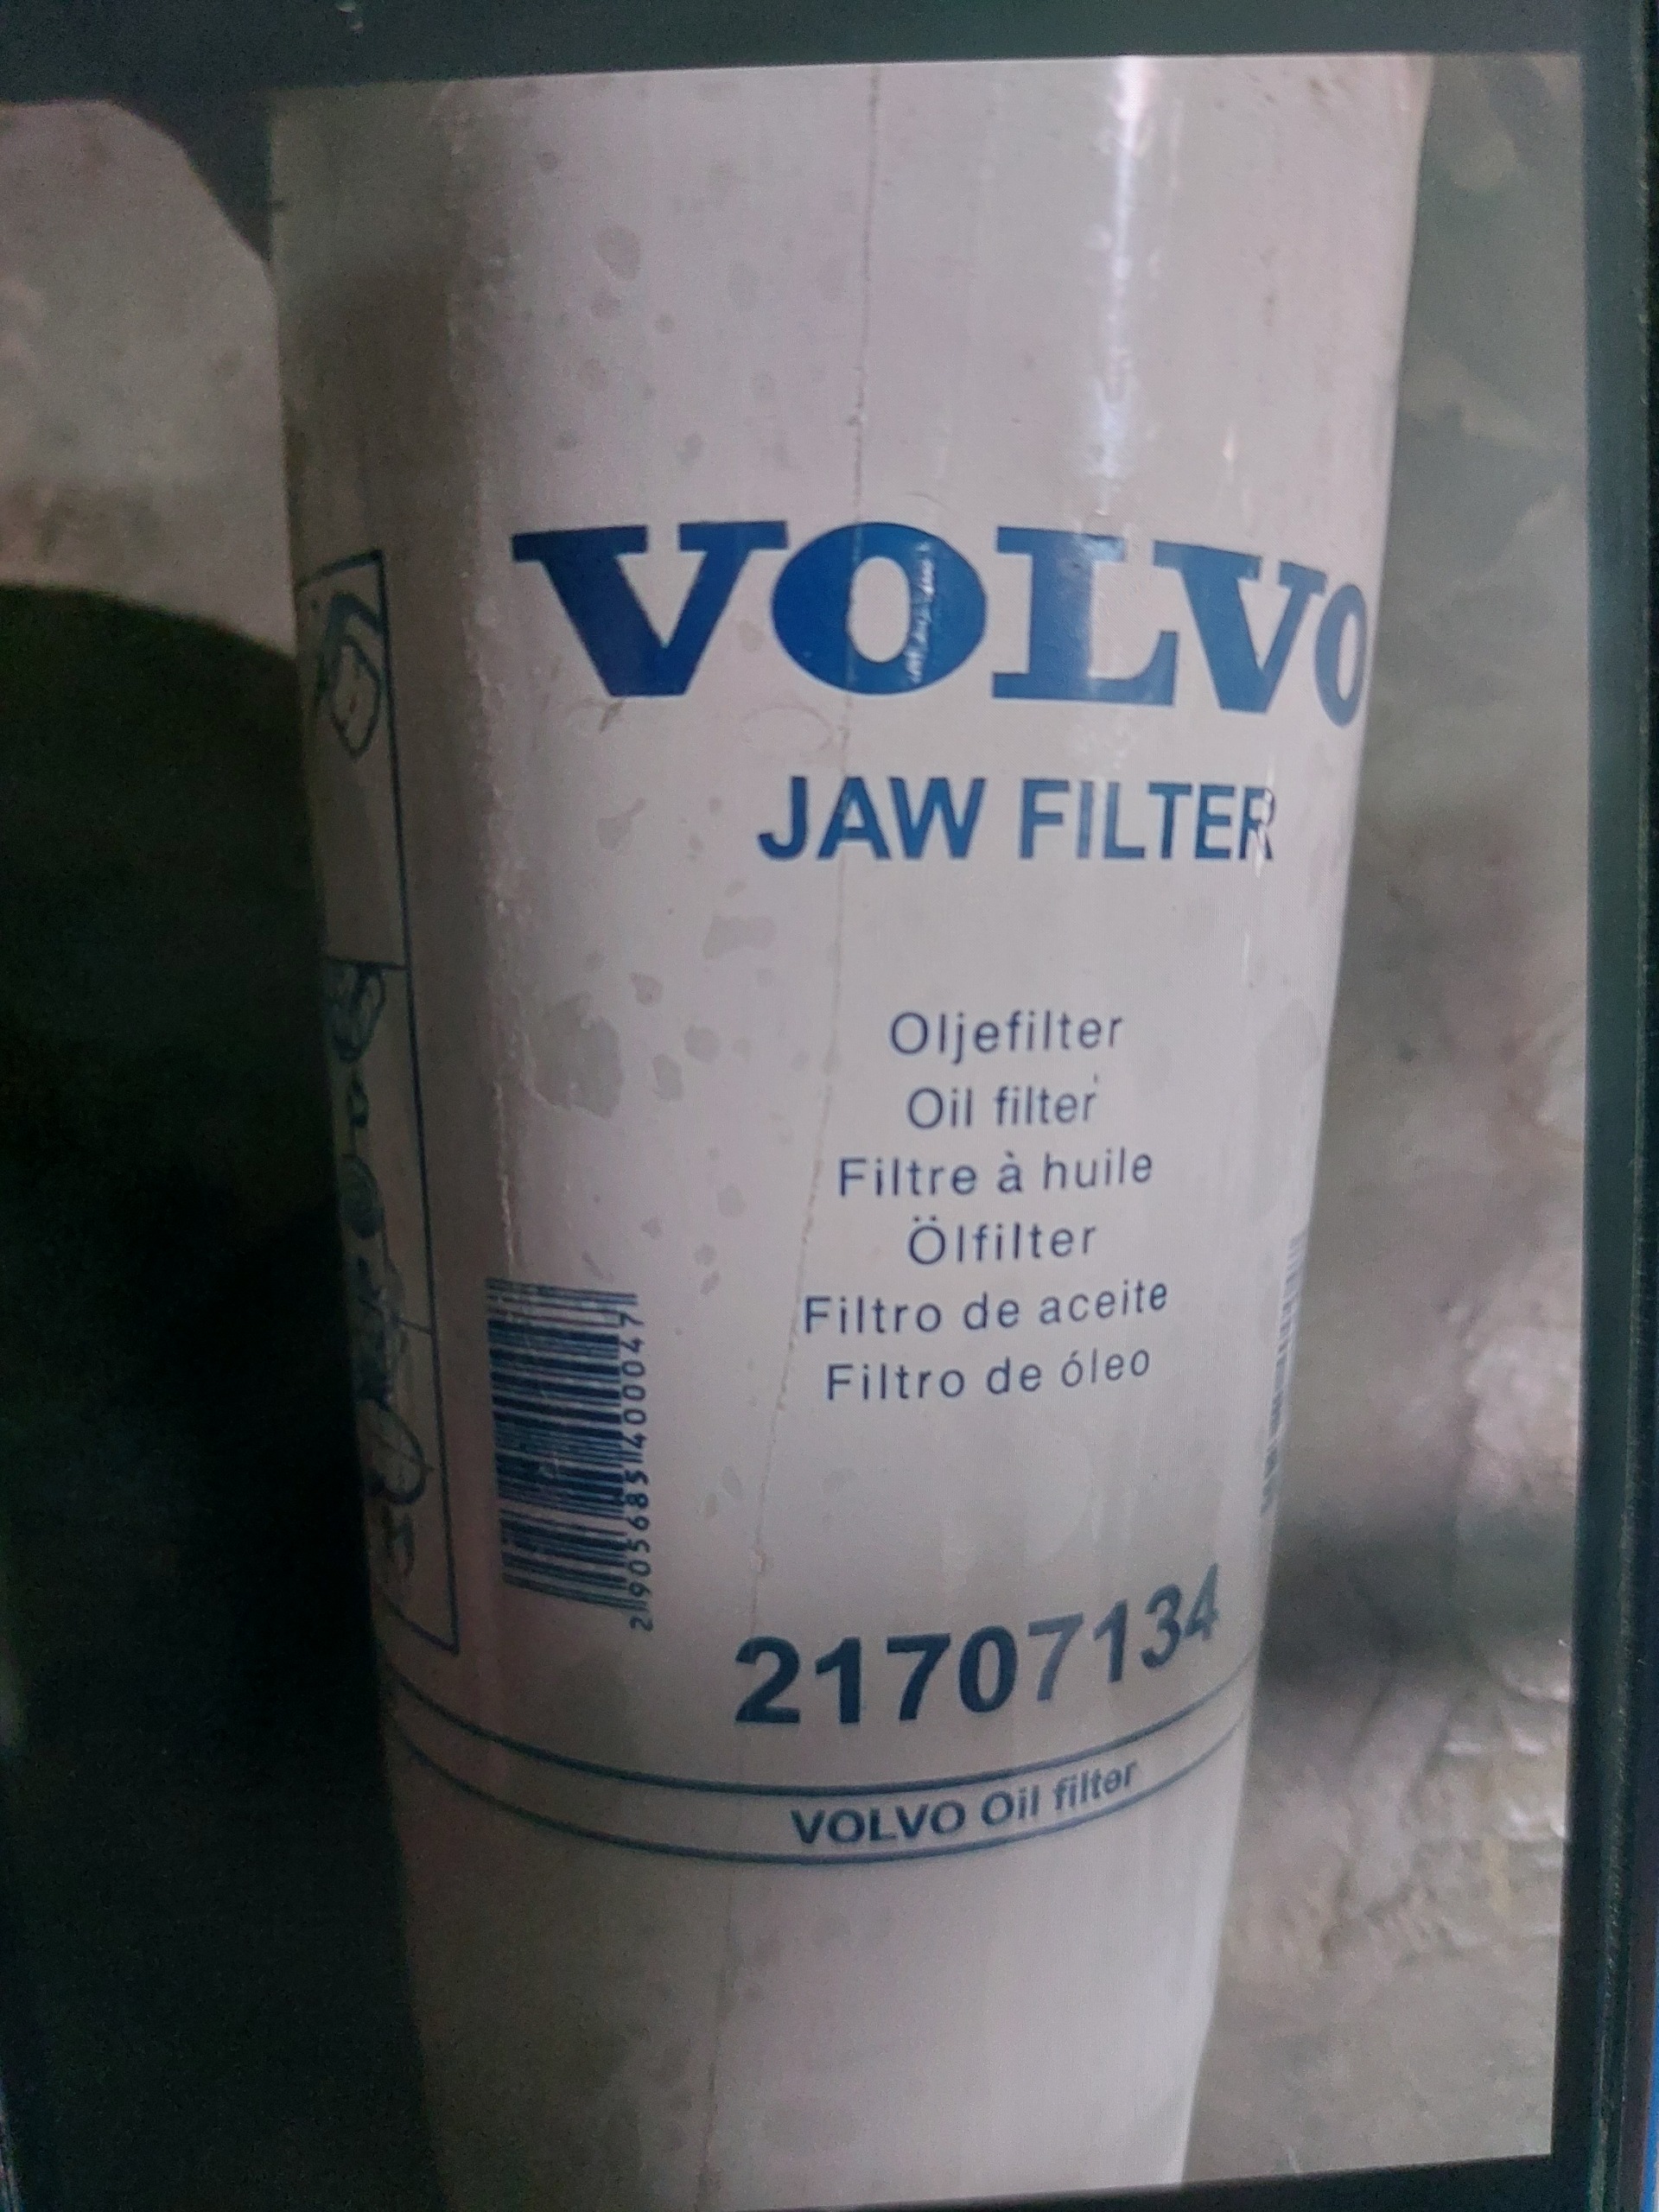 VOLVO
JAW FILTER
Oljefilter
Oil filter
Filtre à huile
Ölfilter
Filtro de aceite
Filtro de óleo
2905685400047
21707134
VOLVO Oil filter